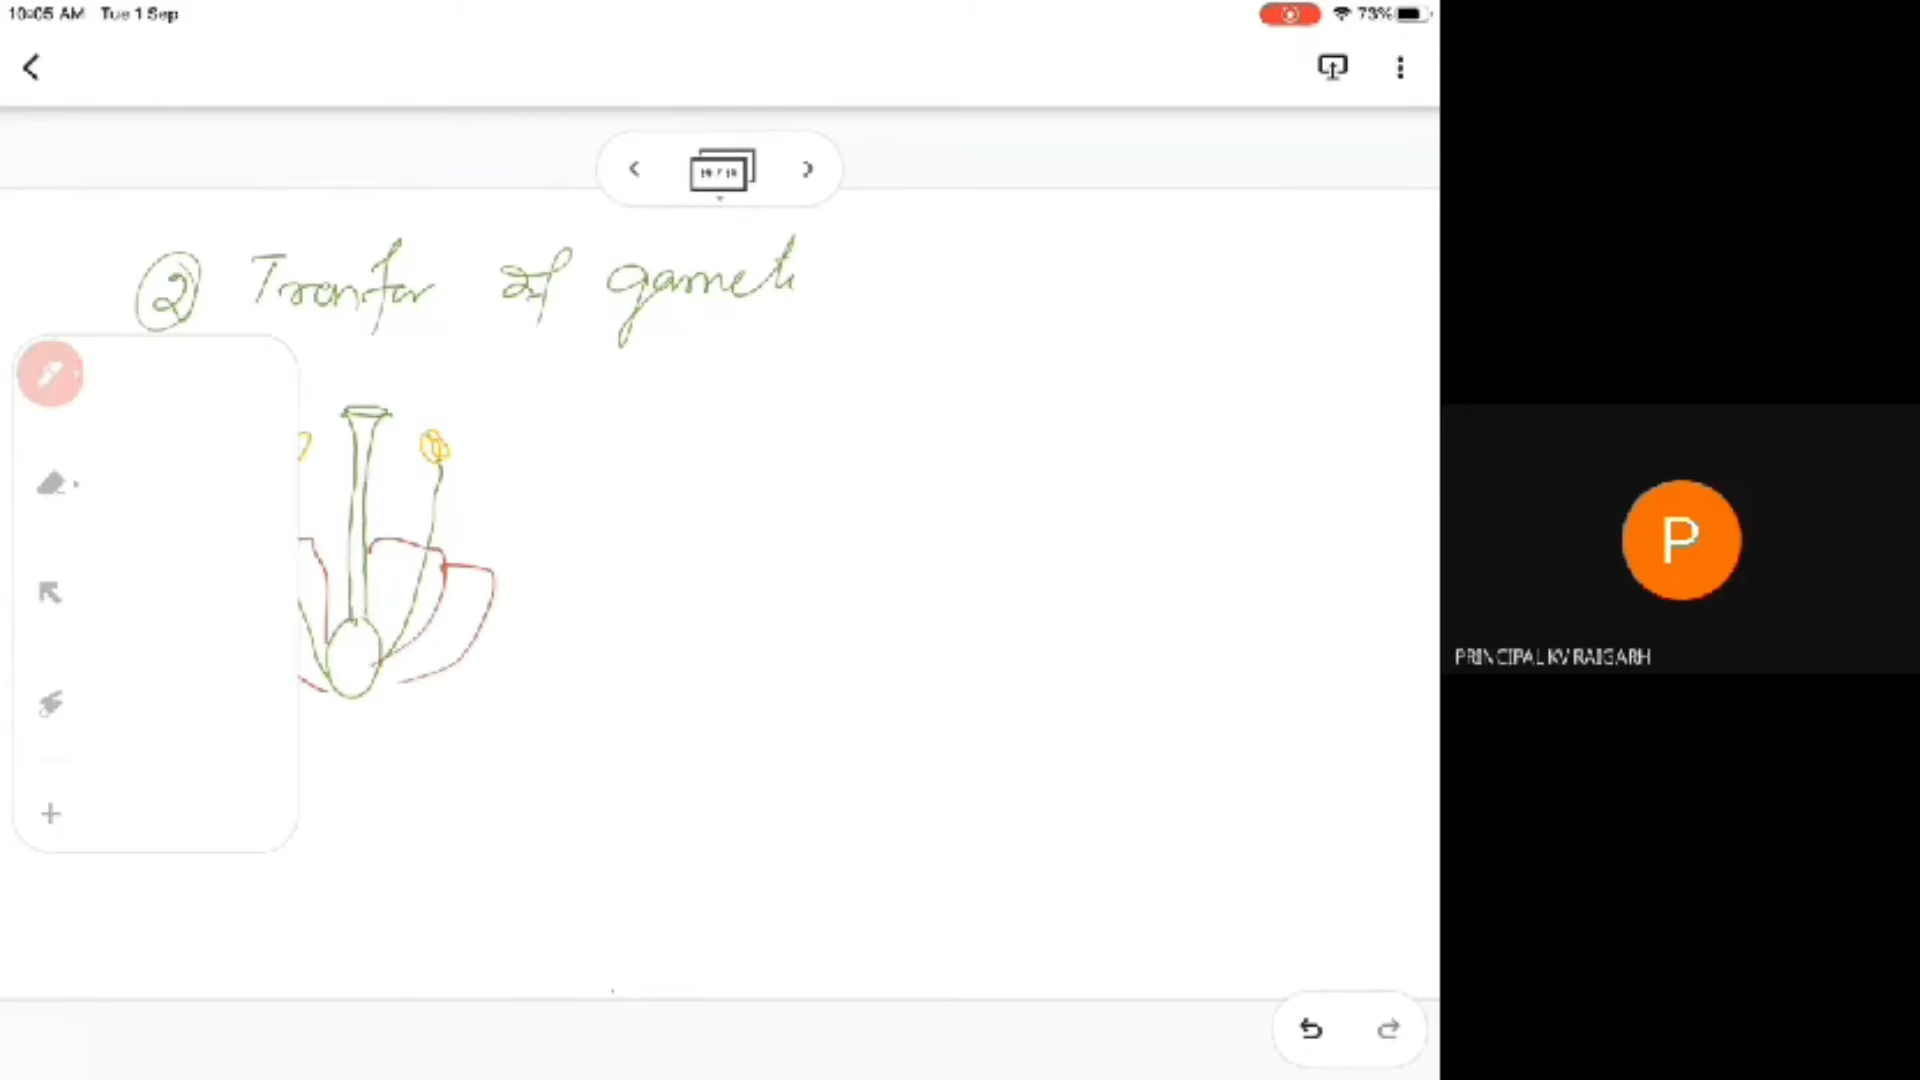 10:05 AM Tue 1 Sep
73%
② Tranfer of gamet
P
PRINCIPAL KV RAIGARH